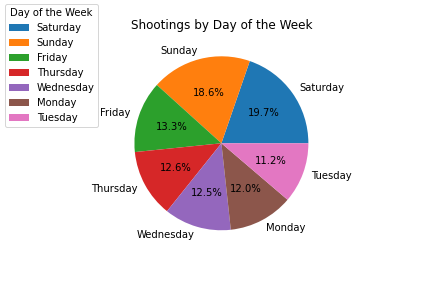 Day of the Week
Saturday
Sunday
Friday
Thursday
Wednesday
Monday
Tuesday
Shootings by Day of the Week
Sunday
Saturday
Friday
Thursday
Wednesday
Monday
Tuesday
18.6%
19.7%
13.3%
12.6%
12.5%
12.0%
11.2%